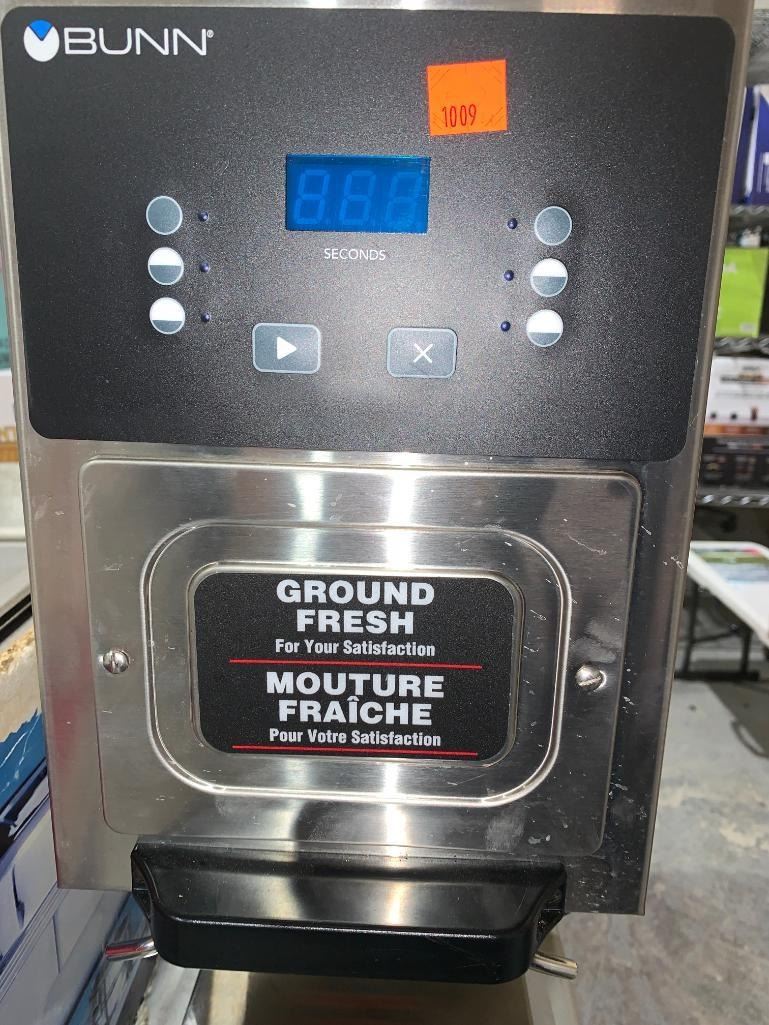 BUNN®
1009
888
SECONDS
GROUND
FRESH
For Your Satisfaction
MOUTURE
FRAÎCHE
Pour Votre Satisfaction